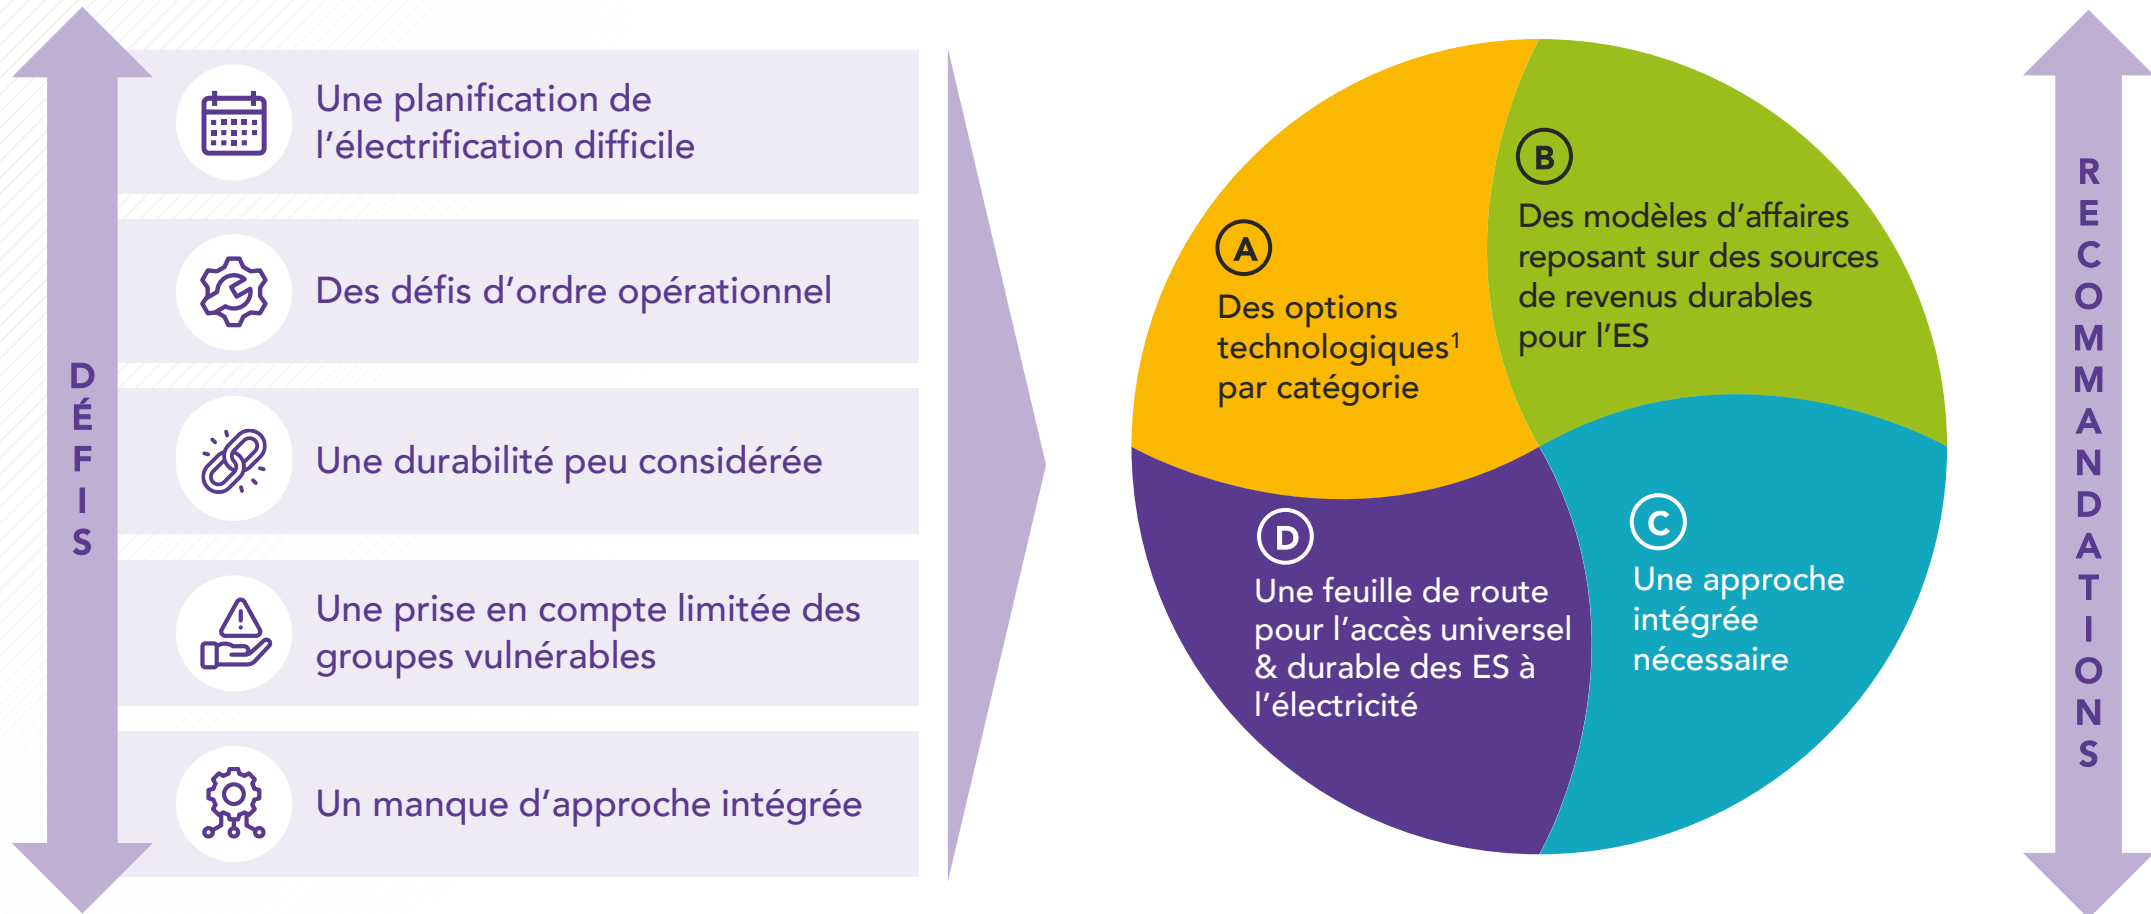 DÉFIS
Une planification de
l'électrification difficile
Des défis d'ordre opérationnel
Une durabilité peu considérée
Une prise en compte limitée des
groupes vulnérables
Un manque d'approche intégrée
A
Des options
technologiques¹
par catégorie
B
Des modèles d'affaires
reposant sur des sources
de revenus durables
pour l'ES
C
Une approche
intégrée
nécessaire
D
Une feuille de route
pour l'accès universel
& durable des ES à
l'électricité
RECOMMANDATIONS